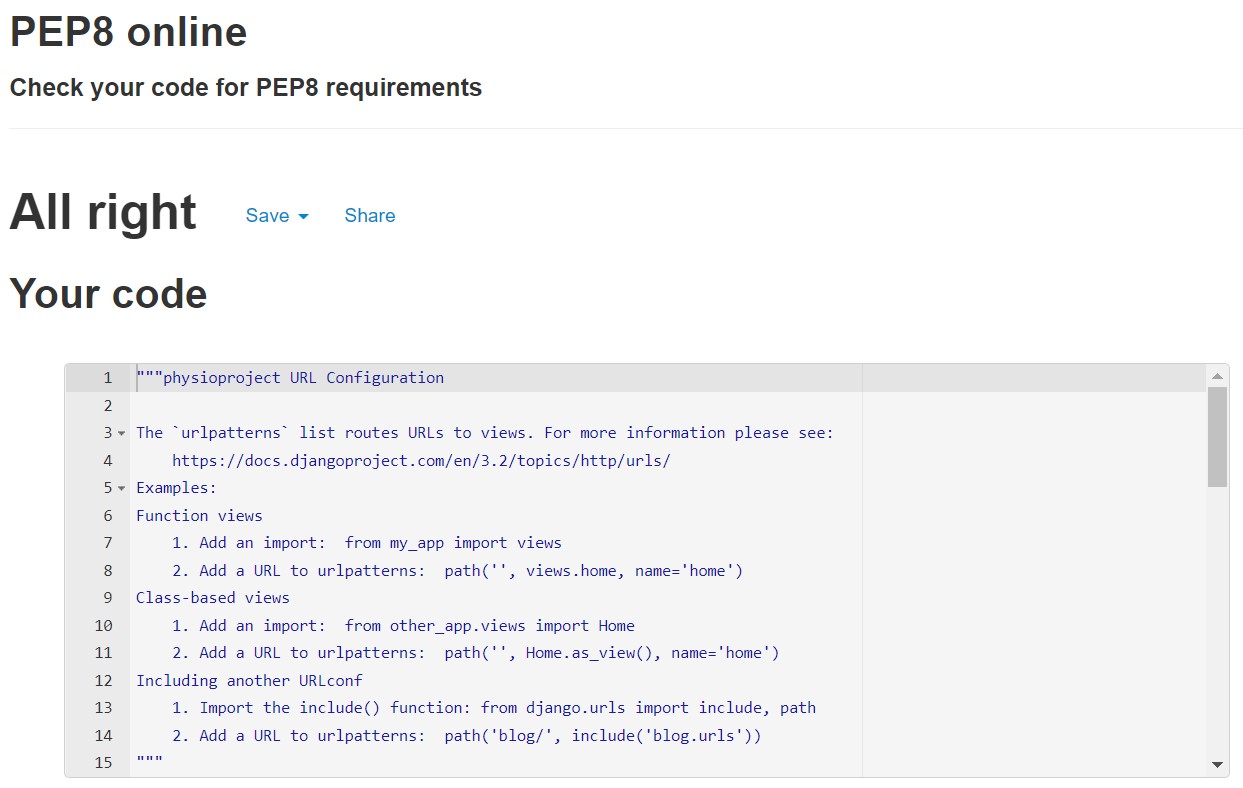 PEP8 online
Check your code for PEP8 requirements
All right Save Share
Your code
1 """physioproject URL Configuration
2
3 The `urlpatterns` list routes URLs to views. For more information please see:
4     https://docs.djangoproject.com/en/3.2/topics/http/urls/
5 Examples:
6 Function views
7     1. Add an import:  from my_app import views
8     2. Add a URL to urlpatterns:  path('', views.home, name='home')
9 Class-based views
10     1. Add an import:  from other_app.views import Home
11     2. Add a URL to urlpatterns:  path('', Home.as_view(), name='home')
12 Including another URLconf
13     1. Import the include() function: from django.urls import include, path
14     2. Add a URL to urlpatterns:  path('blog/', include('blog.urls'))
15 """